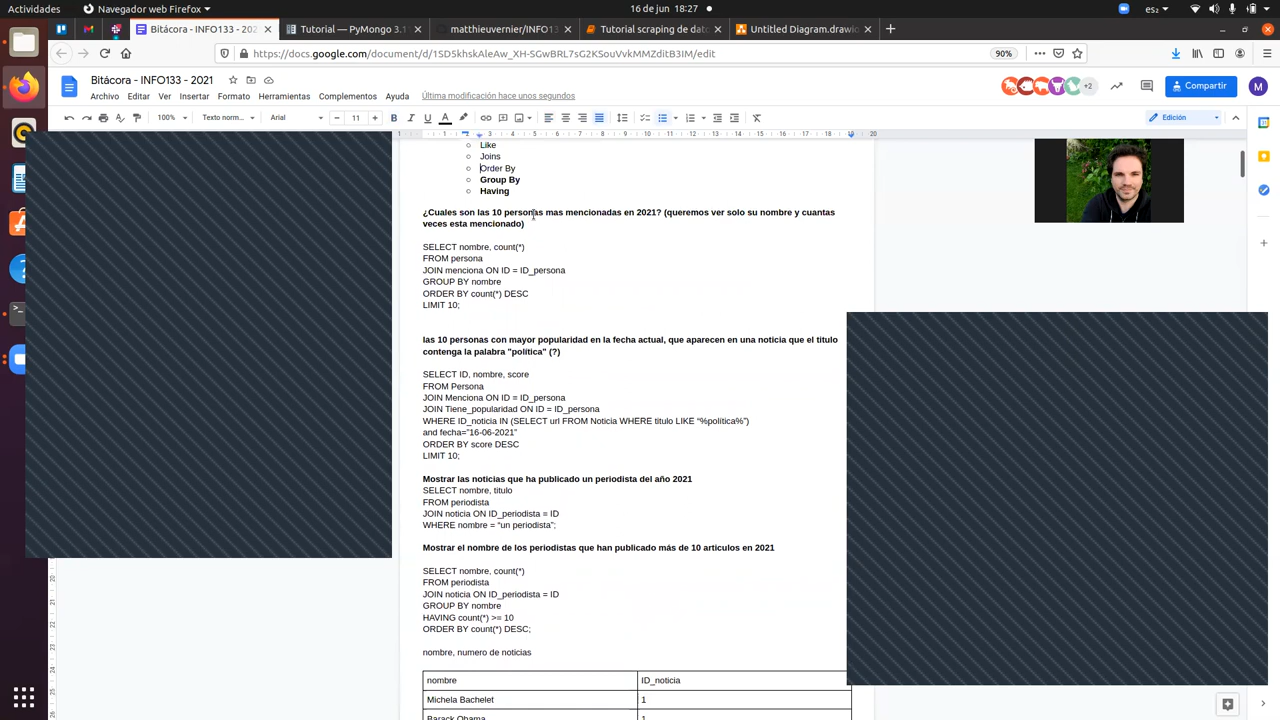 Actividades
Navegador web Firefox
16 de jun 18:27
es₂
Bitácora - INFO133 - 2021
Tutorial — PyMongo 3.1
matthieuvernier/INFO133
Tutorial scraping de dato
Untitled Diagram.drawio
https://docs.google.com/document/d/1SDSkhskAleAw_XH-SGwBRL7sG2KSouVvkMMZditB3IM/edit
90%
Bitácora - INFO133 - 2021
Archivo Editar Ver Insertar Formato Herramientas Complementos Ayuda
Última modificación hace unos segundos
+2
Compartir
M
100%
Texto norm...
Arial
11
Edición
Like
Joins
Order By
Group By
Having
¿Cuales son las 10 personas mas mencionadas en 2021? (queremos ver solo su nombre y cuantas
veces esta mencionado)
SELECT nombre, count(*)
FROM persona
JOIN menciona ON ID = ID_persona
GROUP BY nombre
ORDER BY count(*) DESC
LIMIT 10;
las 10 personas con mayor popularidad en la fecha actual, que aparecen en una noticia que el titulo
contenga la palabra "política" (?)
SELECT ID, nombre, score
FROM Persona
JOIN Menciona ON ID = ID_persona
JOIN Tiene_popularidad ON ID = ID_persona
WHERE ID_noticia IN (SELECT url FROM Noticia WHERE titulo LIKE “%política%”)
and fecha=”16-06-2021”
ORDER BY score DESC
LIMIT 10;
Mostrar las noticias que ha publicado un periodista del año 2021
SELECT nombre, titulo
FROM periodista
JOIN noticia ON ID_periodista = ID
WHERE nombre = “un periodista”;
Mostrar el nombre de los periodistas que han publicado más de 10 articulos en 2021
SELECT nombre, count(*)
FROM periodista
JOIN noticia ON ID_periodista = ID
GROUP BY nombre
HAVING count(*) >= 10
ORDER BY count(*) DESC;
nombre, numero de noticias
nombre ID_noticia
Michela Bachelet 1
Barack Obama 1